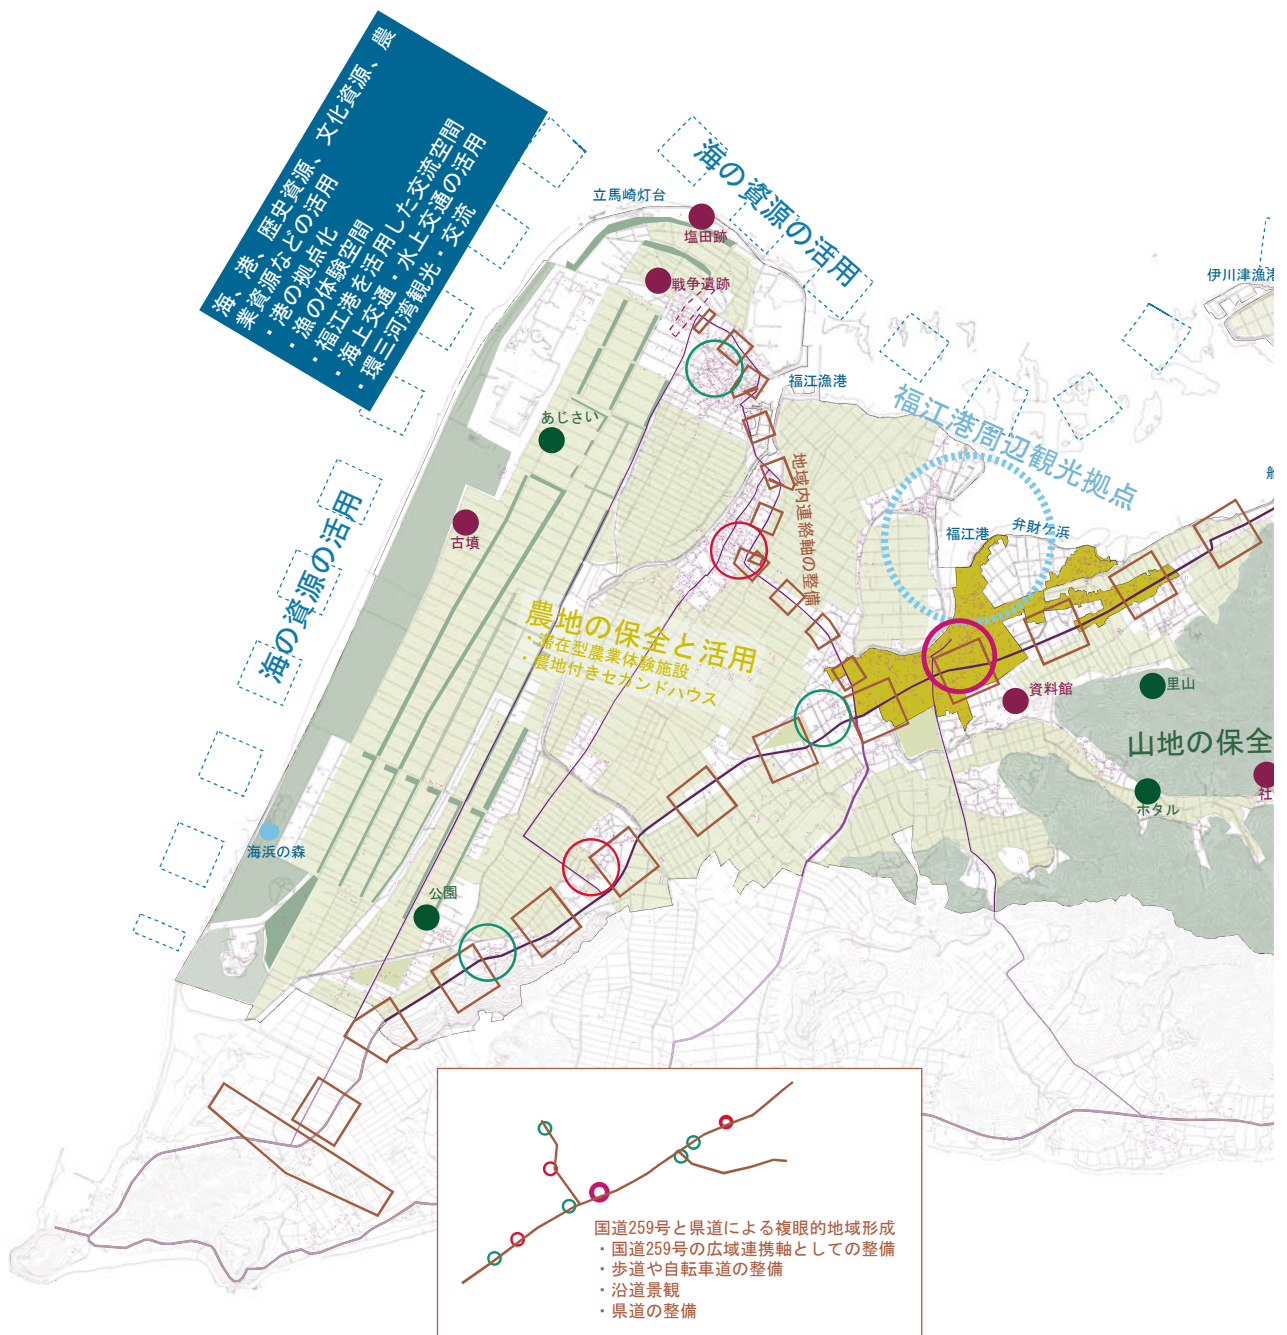 海、港、歴史資源、文化資源、農
業資源などの活用
・港の拠点化
・漁の体験空間
・福江港を活用した交流空間
・海上交通・水上交通の活用
・環三河湾観光・交流
海の資源の活用
立馬崎灯台
塩田跡
戦争遺跡
伊川津漁港
福江漁港
あじさい
福江港周辺観光拠点
地域内連絡軸の整備
海の資源の活用
古墳
福江港
弁財ケ浜
農地の保全と活用
・滞在型農業体験施設
・農地付きセカンドハウス
資料館
里山
山地の保全
ホタル
社
海浜の森
公園
国道259号と県道による複眼的地域形成
・国道259号の広域連携軸としての整備
・歩道や自転車道の整備
・沿道景観
・県道の整備